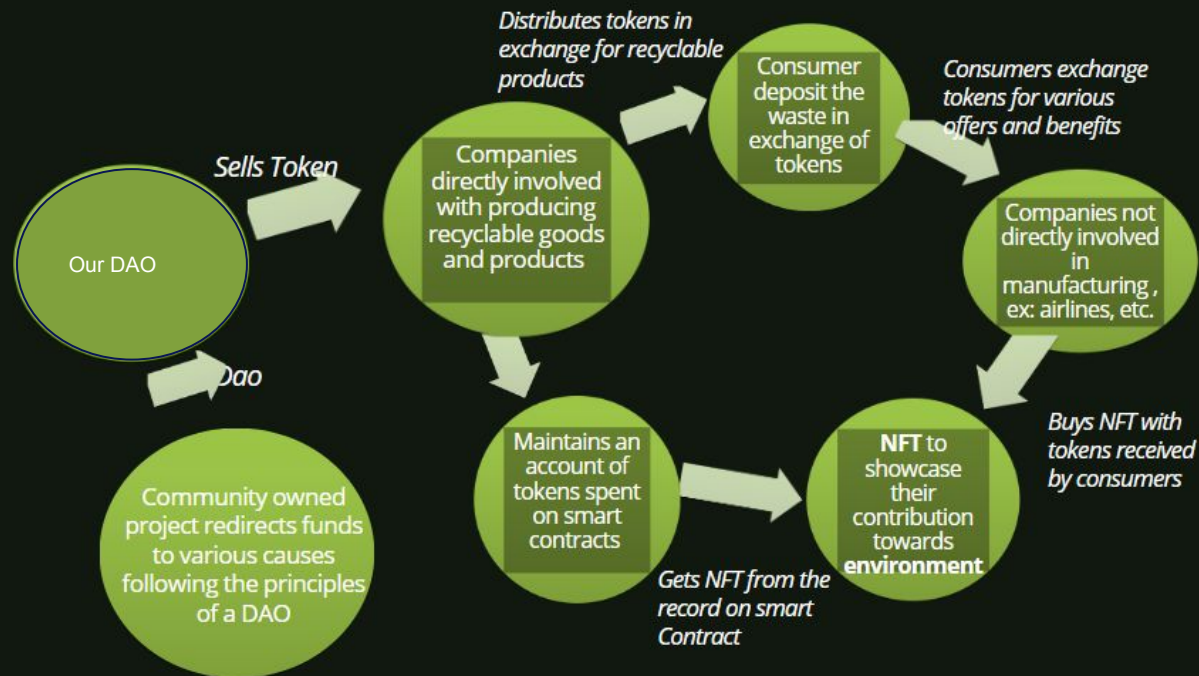 Distributes tokens in
exchange for recyclable
products
Consumer
deposit the
waste in
exchange of
tokens
Consumers exchange
tokens for various
offers and benefits
Sells Token
Companies
directly involved
with producing
recyclable goods
and products
Our DAO
Companies not
directly involved
in
manufacturing ,
ex: airlines, etc.
Dao
Community owned
project redirects funds
to various causes
following the principles
of a DAO
Maintains an
account of
tokens spent
on smart
contracts
Gets NFT from the
record on smart
Contract
NFT to
showcase
their
contribution
towards
environment
Buys NFT with
tokens received
by consumers